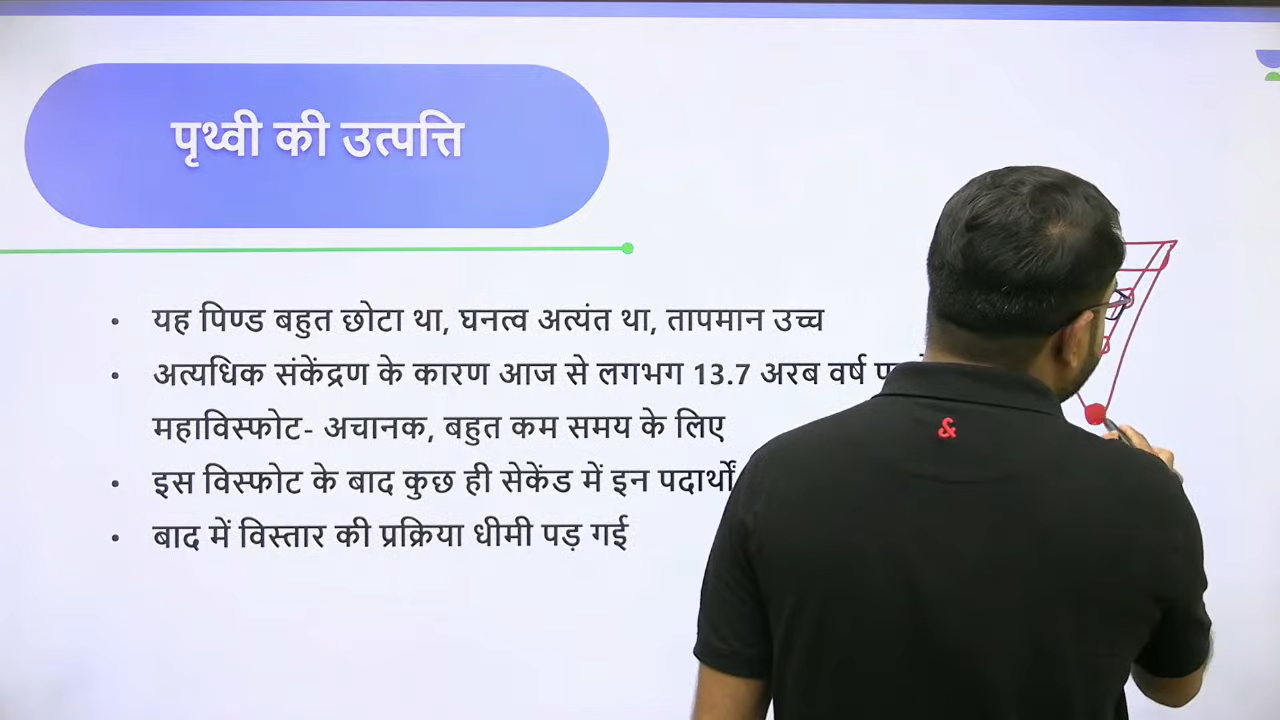 पृथ्वी की उत्पत्ति
• यह पिण्ड बहुत छोटा था, घनत्व अत्यंत था, तापमान उच्च
• अत्यधिक संकेंद्रण के कारण आज से लगभग 13.7 अरब वर्ष
महाविस्फोट- अचानक, बहुत कम समय के लिए
• इस विस्फोट के बाद कुछ ही सेकेंड में इन पदार्थों
• बाद में विस्तार की प्रक्रिया धीमी पड़ गई
&